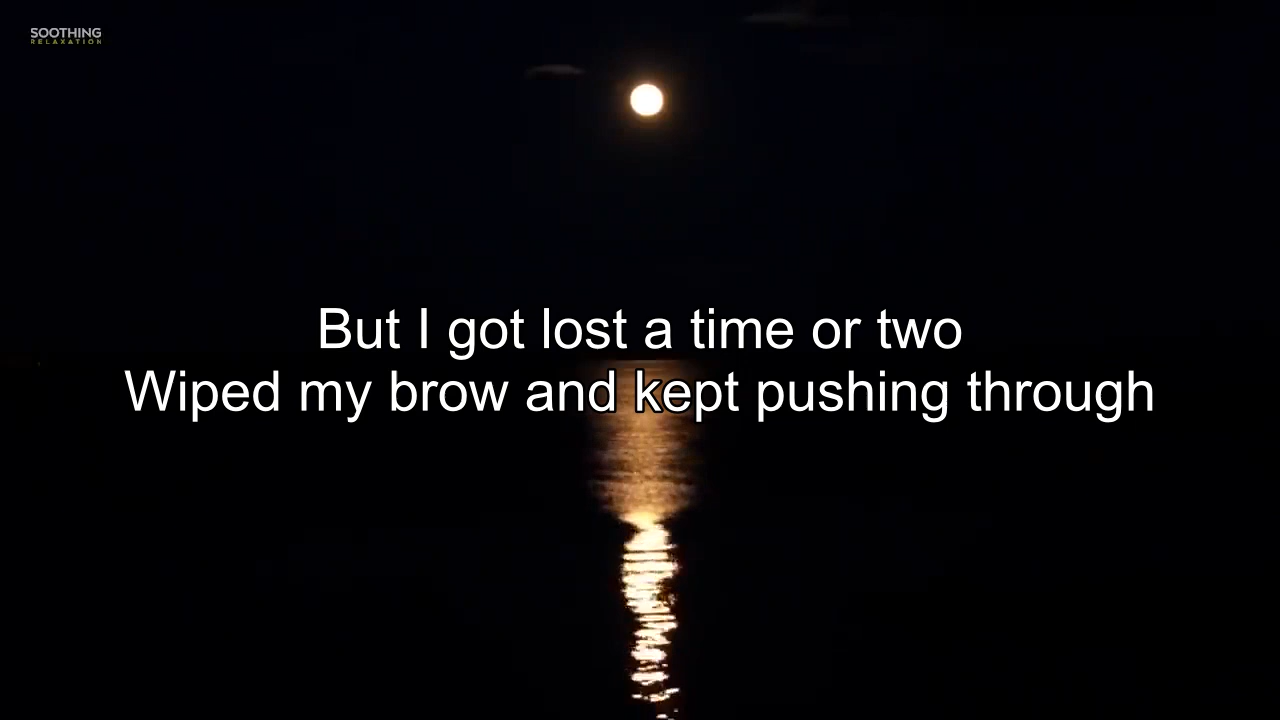 SOOTHING
RELAXATION
But I got lost a time or two
Wiped my brow and kept pushing through